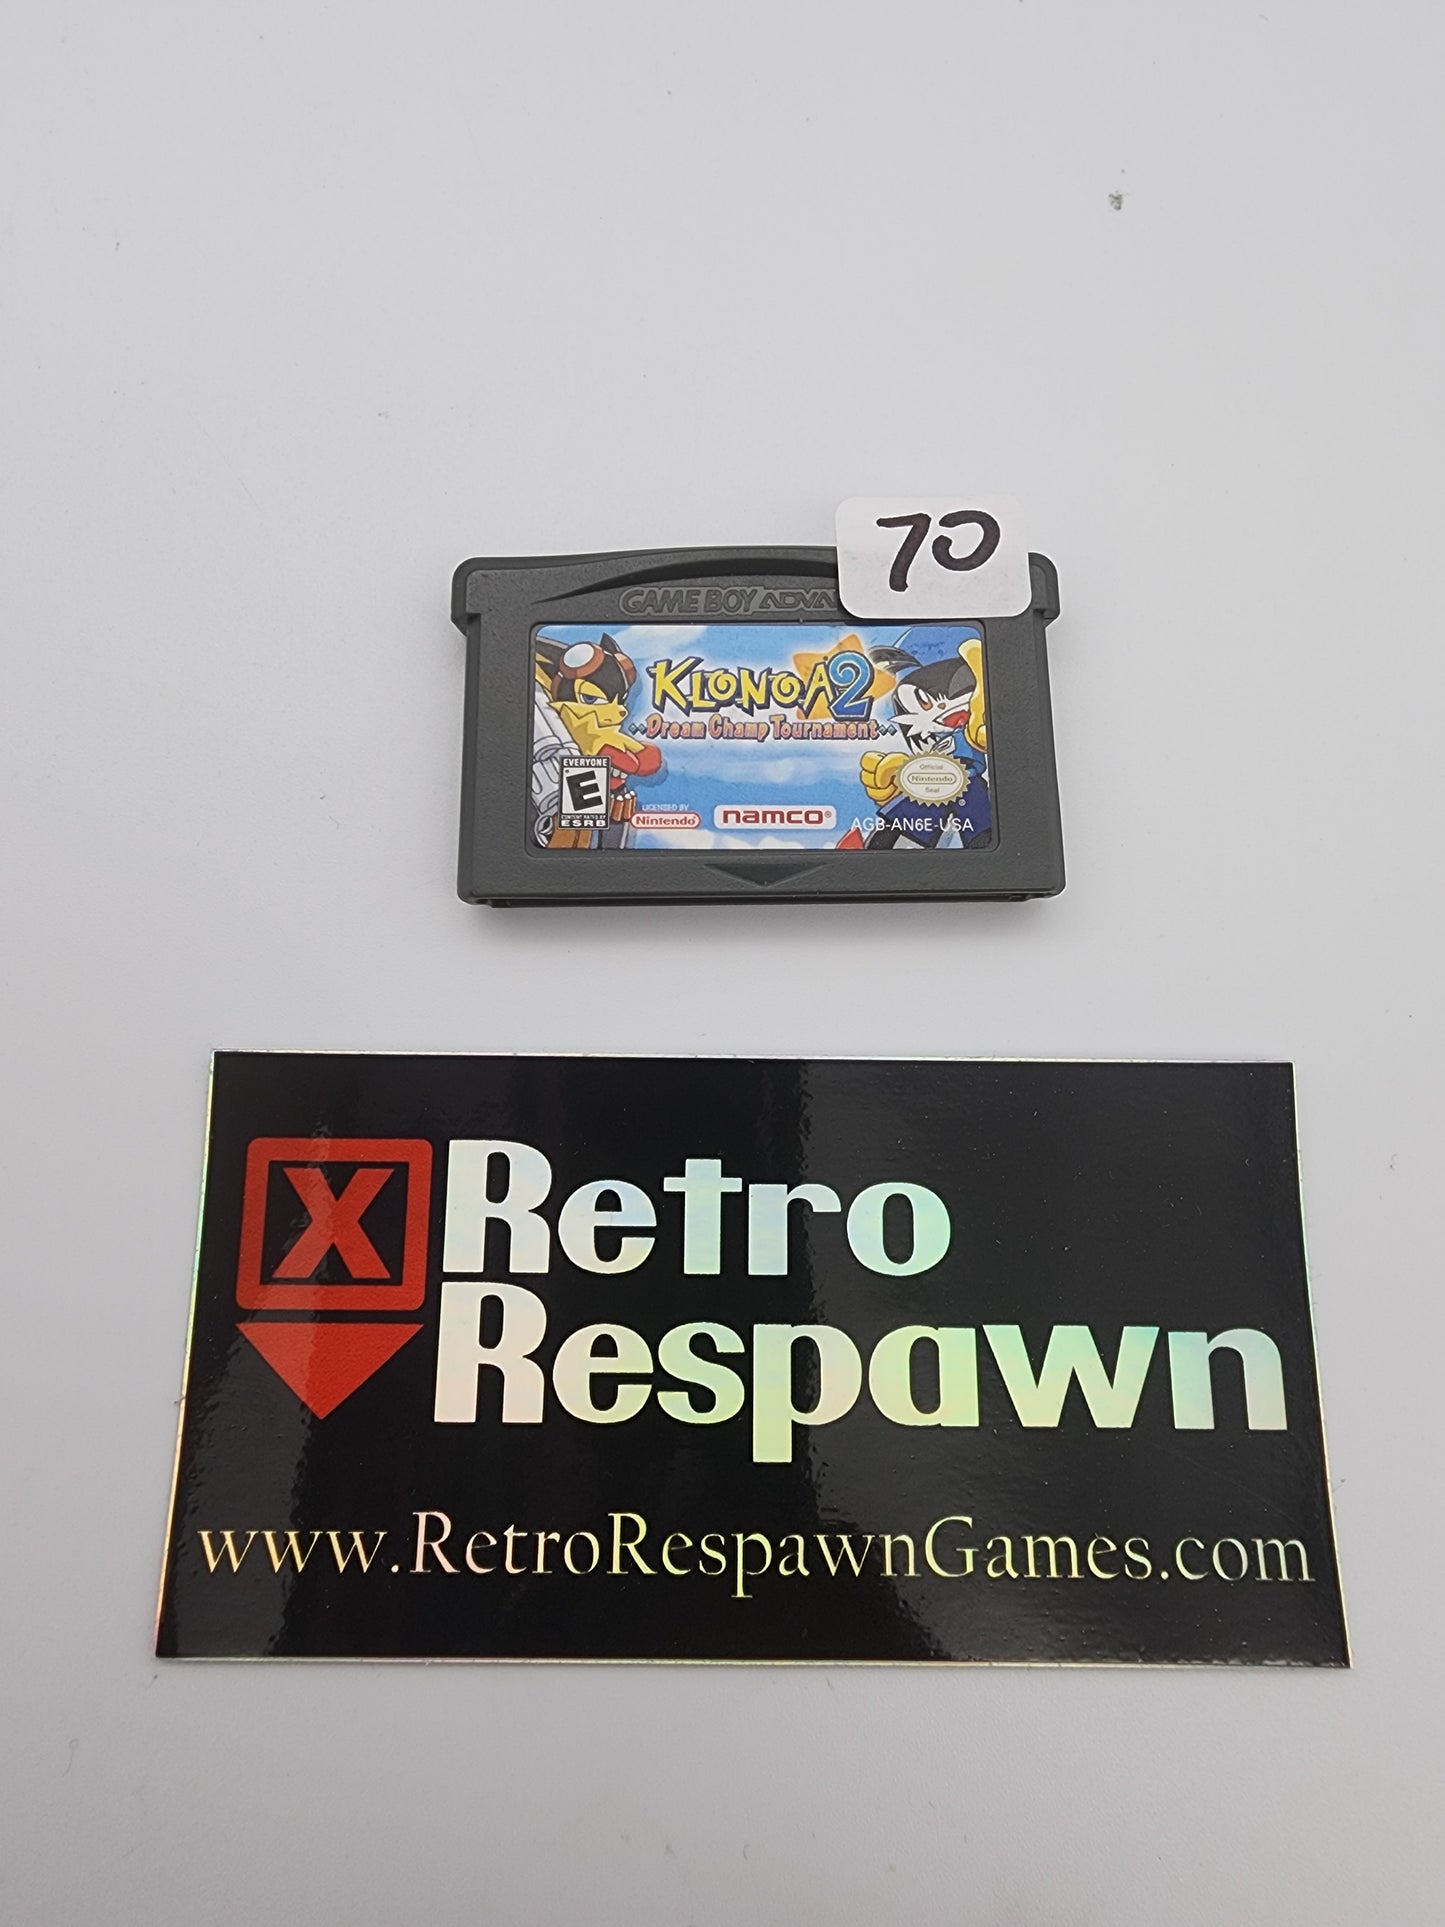 70
GAME BOY ADVA
KLONOA 2
Dream Champ Tournament
EVERYONE
E
CONTENT RATED BY
ESRB
LICENSED BY
Nintendo
namco®
Official
Nintendo
Seal
®
AGB-AN6E-USA
X
Retro
Respawn
www.RetroRespawnGames.com